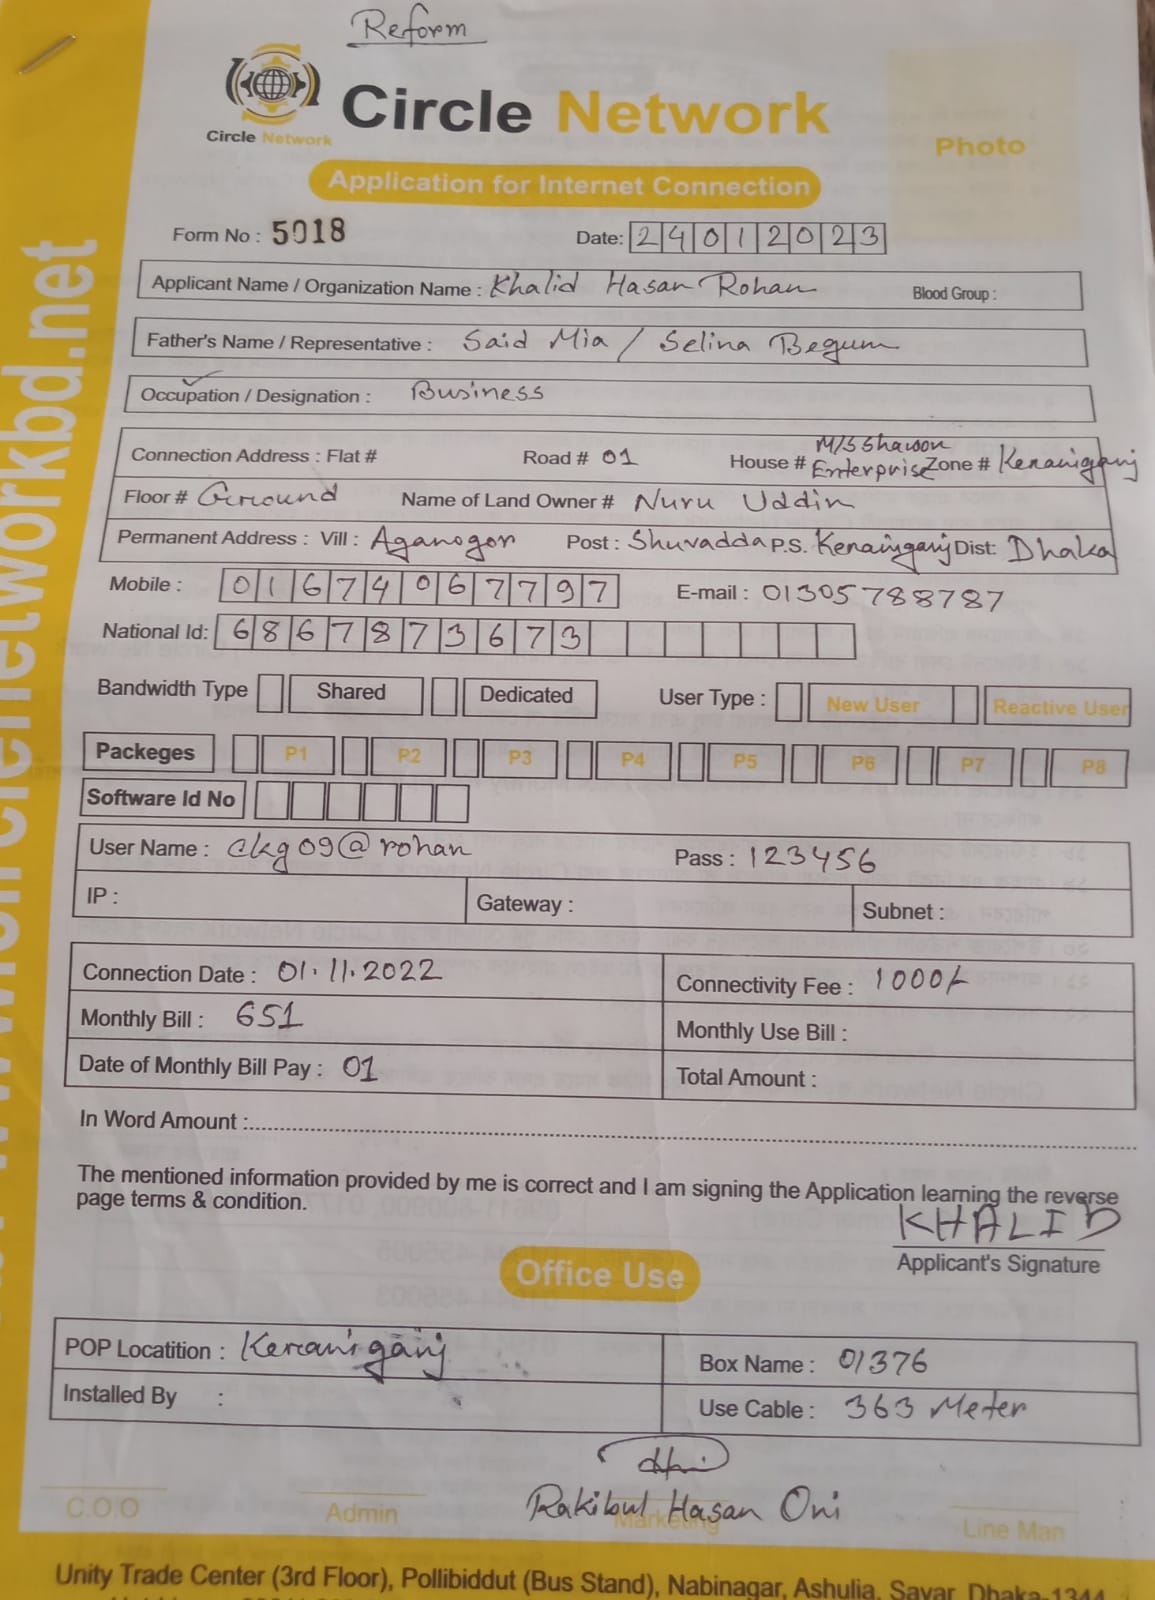 Reform
Circle Network
Circle Network
Photo
Application for Internet Connection
Form No : 5018
Date: 24012023
Applicant Name / Organization Name : Khalid Hasan Rohan Blood Group :
Father's Name / Representative : Said Mia / Selina Begum
Occupation / Designation : Business
Connection Address : Flat # Road # 01 House # M/S Shawon Enterprise Zone # Keraniganj
Floor # Ground Name of Land Owner # Nuru Uddin
Permanent Address : Vill : Aganogor Post : Shuvadda P.S. Keraniganj Dist: Dhaka
Mobile : 01674067797 E-mail : 01305788787
National Id: 6867873673
Bandwidth Type Shared Dedicated User Type : New User Reactive User
Packeges P1 P2 P3 P4 P5 P6 P7 P8
Software Id No
User Name : ckg09@rohan Pass : 123456
IP : Gateway : Subnet :
Connection Date : 01.11.2022 Connectivity Fee : 1000/-
Monthly Bill : 651 Monthly Use Bill :
Date of Monthly Bill Pay : 01 Total Amount :
In Word Amount :
The mentioned information provided by me is correct and I am signing the Application learning the reverse
page terms & condition.
KHALID
Applicant's Signature
Office Use
POP Locatition : Keraniganj Box Name : 01376
Installed By : Use Cable : 363 Meter
Rakibul Hasan Oni
C.O.O Admin Marketing Line Man
Unity Trade Center (3rd Floor), Pollibiddut (Bus Stand), Nabinagar, Ashulia, Savar, Dhaka-1344